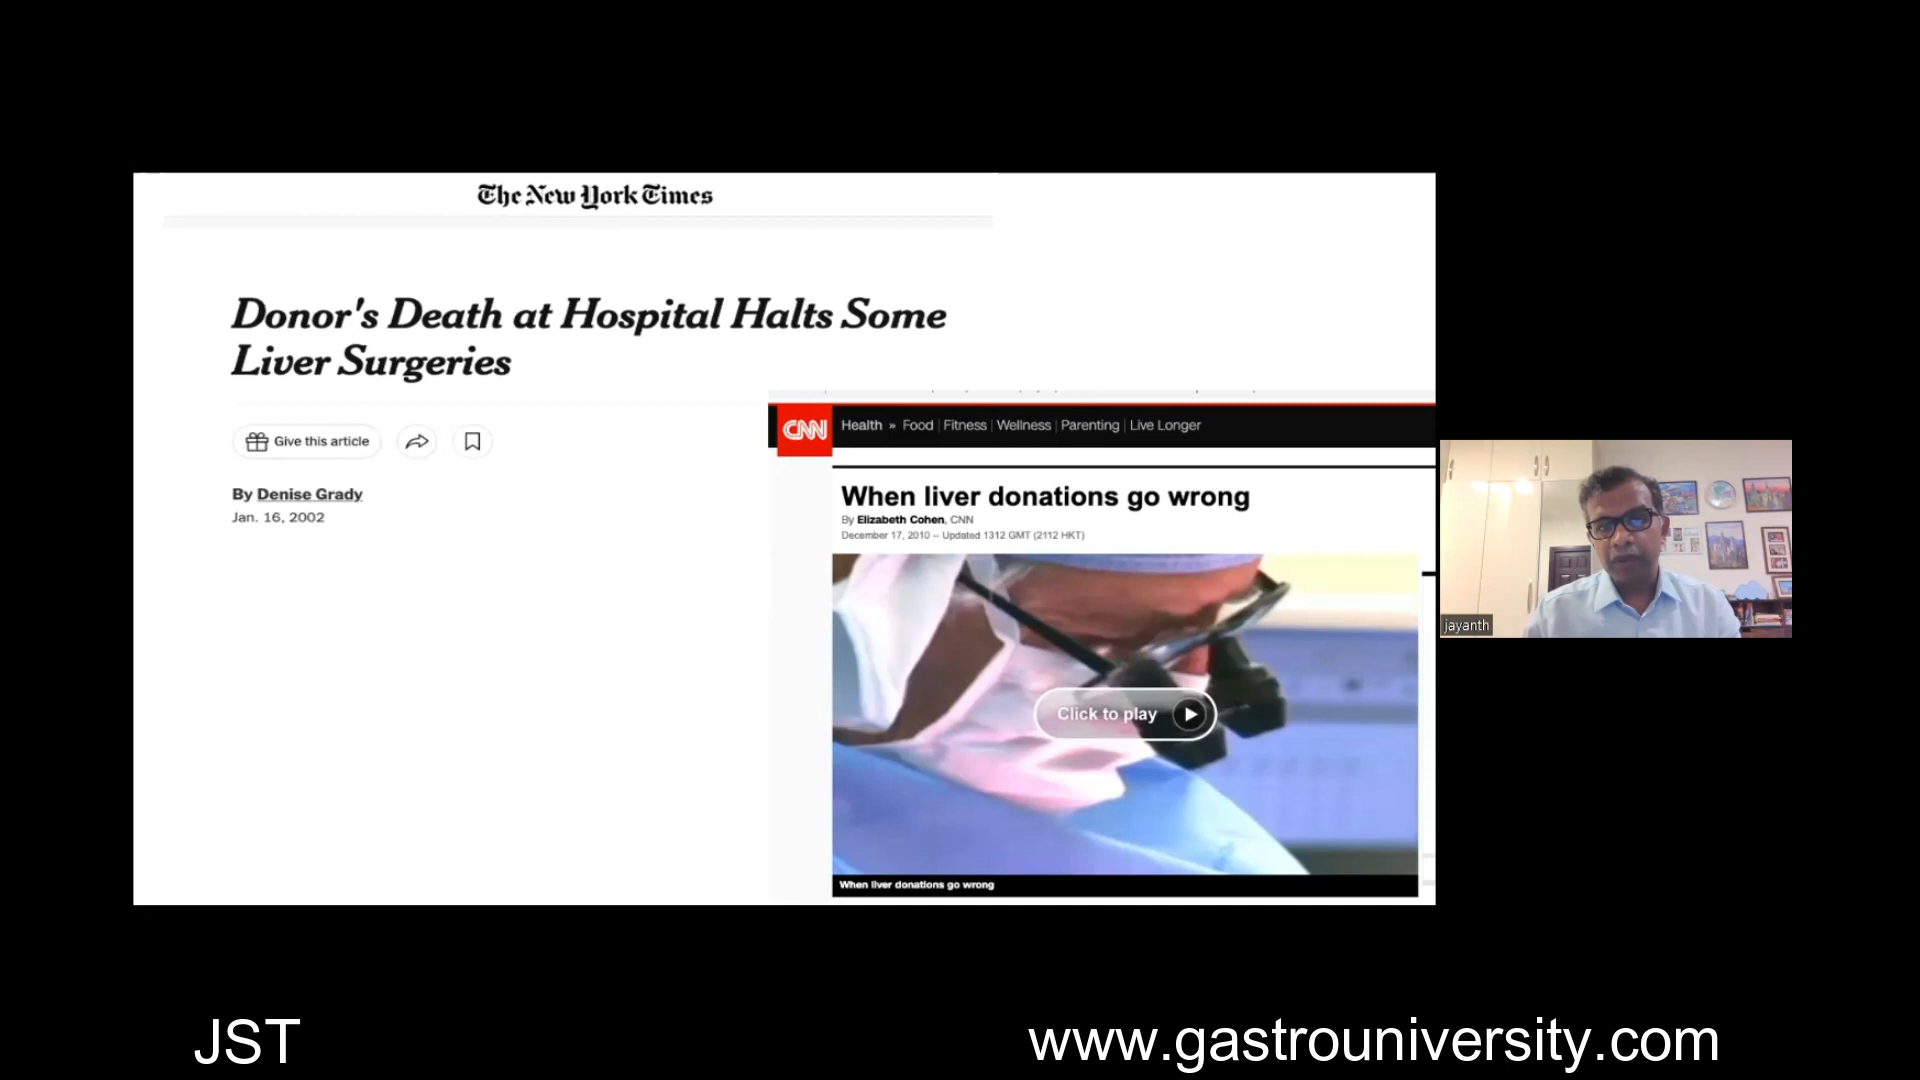 The New York Times
Donor's Death at Hospital Halts Some
Liver Surgeries
Give this article
By Denise Grady
Jan. 16, 2002
CNN
Health » Food | Fitness | Wellness | Parenting | Live Longer
When liver donations go wrong
By Elizabeth Cohen, CNN
December 17, 2010 -- Updated 1312 GMT (2112 HKT)
Click to play
When liver donations go wrong
jayanth
JST
www.gastrouniversity.com